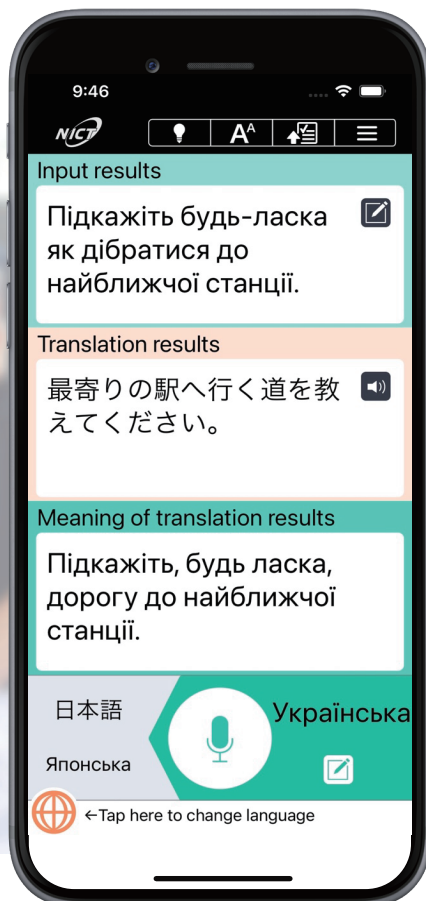 9:46
NICT
AA
Input results
Підкажіть будь-ласка
як дібратися до
найближчої станції.
Translation results
最寄りの駅へ行く道を教
えてください。
Meaning of translation results
Підкажіть, будь ласка,
дорогу до найближчої
станції.
日本語
Українська
Японська
←Tap here to change language